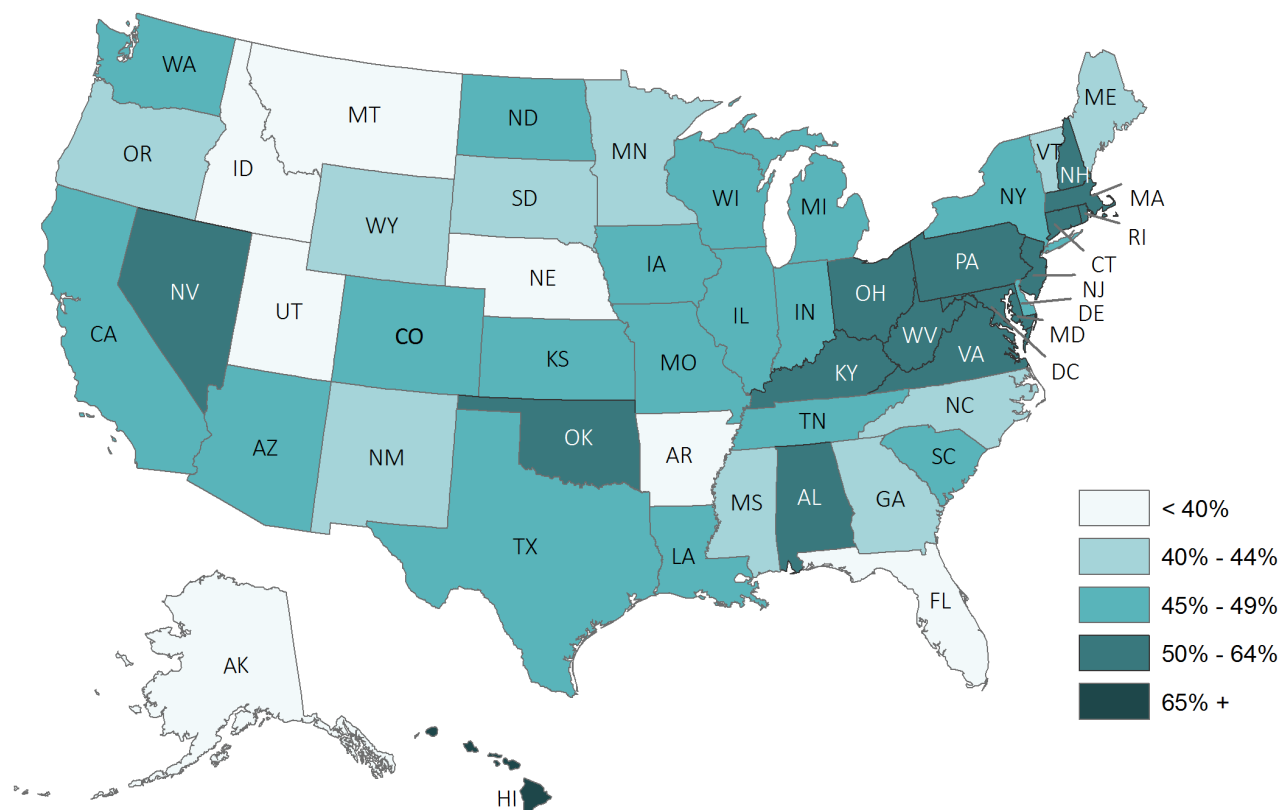 WA
MT
ND
MN
ME
OR
ID
VT
NH
WI
SD
NY
MI
MA
WY
RI
IA
PA
CT
NE
NV
OH
NJ
UT
IL
IN
DE
CA
CO
WV
MD
KS
MO
VA
KY
DC
NC
TN
OK
AZ
NM
AR
SC
MS
AL
GA
< 40%
TX
LA
40% - 44%
FL
45% - 49%
50% - 64%
AK
65% +
HI